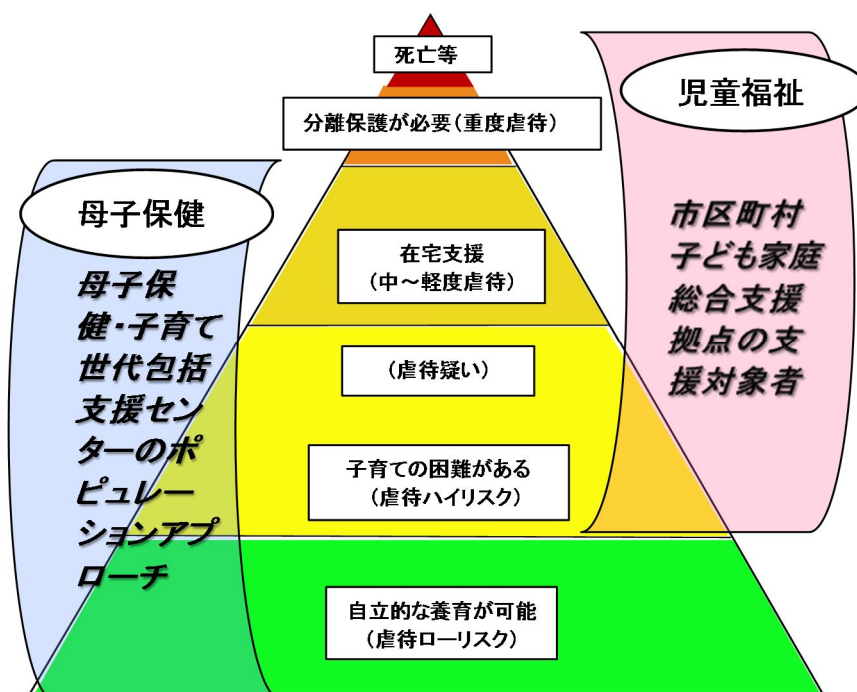 死亡等
児童福祉
分離保護が必要(重度虐待)
母子保健
市区町村
子ども家庭
総合支援
拠点の支
援対象者
在宅支援
(中～軽度虐待)
母子保
健・子育て
世代包括
支援セン
ターのポ
ピュレー
ションアプ
ローチ
(虐待疑い)
子育ての困難がある
(虐待ハイリスク)
自立的な養育が可能
(虐待ローリスク)